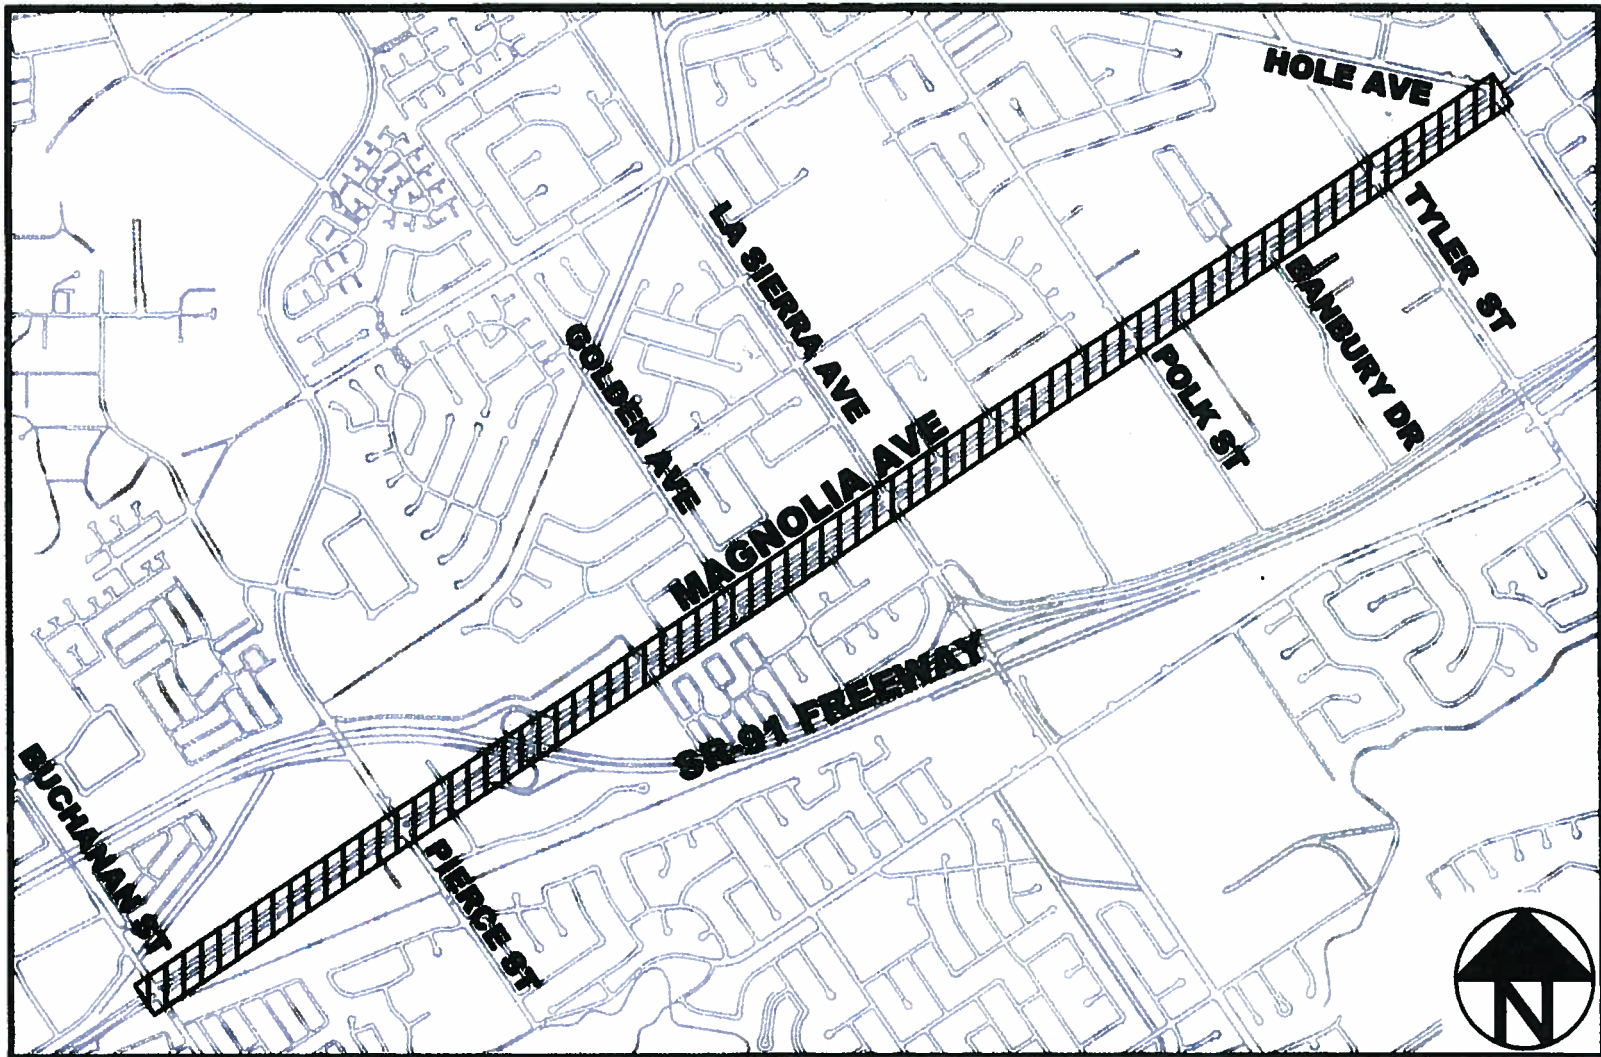 HOLE AVE
TYLER ST
LA SIERRA AVE
BANBURY DR
GOLDEN AVE
POLK ST
MAGNOLIA AVE
SR-91 FREEWAY
BUCHANAN ST
PIERCE ST
N